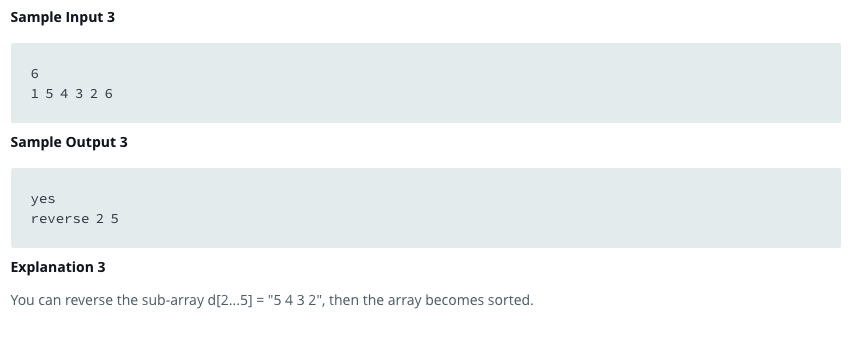 Sample Input 3
6
1 5 4 3 2 6
Sample Output 3
yes
reverse 2 5
Explanation 3
You can reverse the sub-array d[2...5] = "5 4 3 2", then the array becomes sorted.